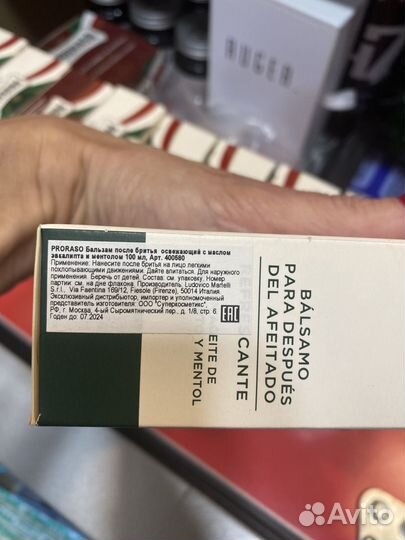 RUGER
PRORASO Бальзам после бритья освежающий с маслом
эвкалипта и ментолом 100 мл, Арт. 400580
Применение: Нанесите после бритья на лицо легкими
похлопывающими движениями. Дайте впитаться. Для наружного
применения. Беречь от детей. Состав: см. упаковку. Номер
партии: см. на дне флакона. Производитель: Ludovico Martelli
S.r.l., Via Faentina 169/12, Fiesole (Firenze), 50014 Италия
Эксклюзивный дистрибьютор, импортер и уполномоченный
представитель изготовителя: ООО "Суперкосметикс",
РФ, г. Москва, 4-ый Сыромятнический пер., д. 1/8, стр. 6.
Годен до: 07.2024
EAC
BÁLSAMO
PARA DESPUÉS
DEL AFEITADO
CANTE
EITE DE
Y MENTOL
Avito